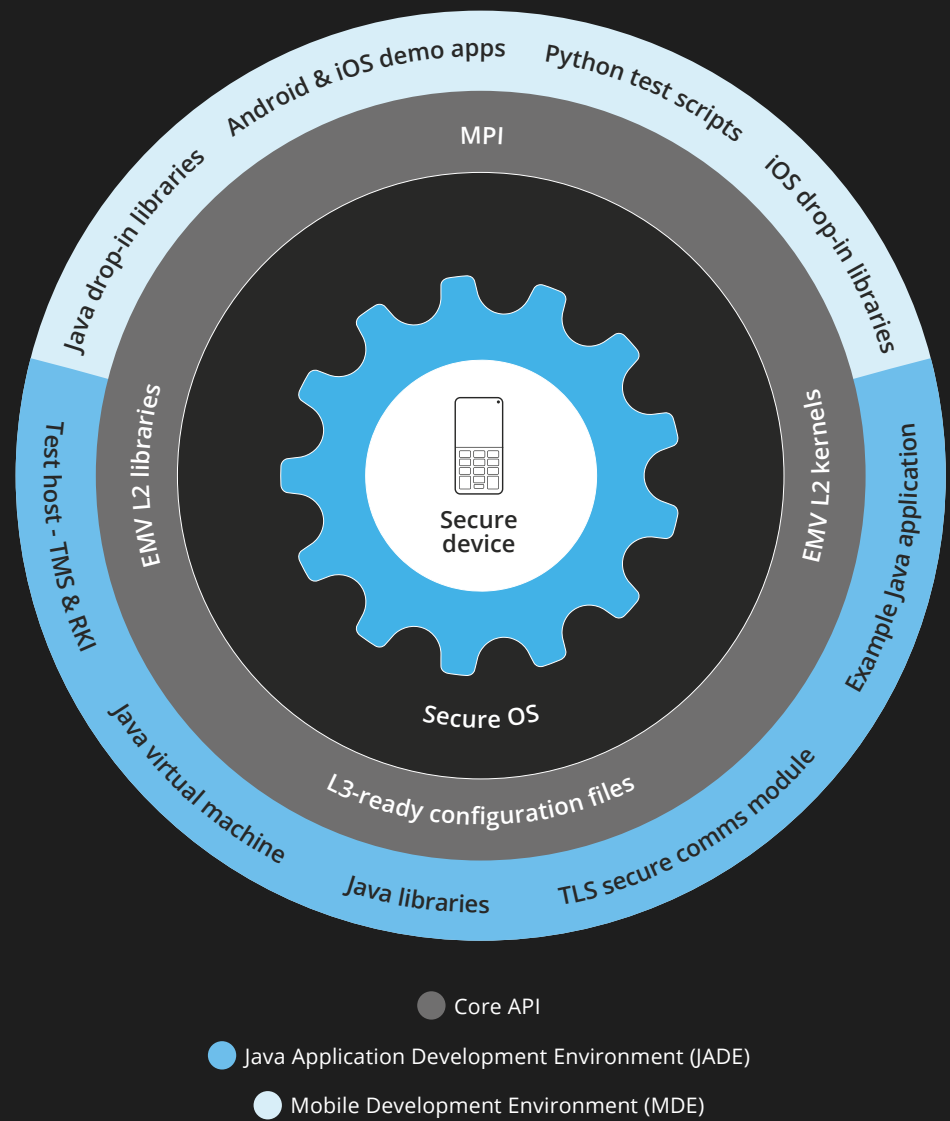 Android & iOS demo apps
Python test scripts
Java drop-in libraries
iOS drop-in libraries
MPI
EMV L2 libraries
EMV L2 kernels
Secure
device
Test host - TMS & RKI
Example Java application
Secure OS
L3-ready configuration files
Java virtual machine
TLS secure comms module
Java libraries
Core API
Java Application Development Environment (JADE)
Mobile Development Environment (MDE)